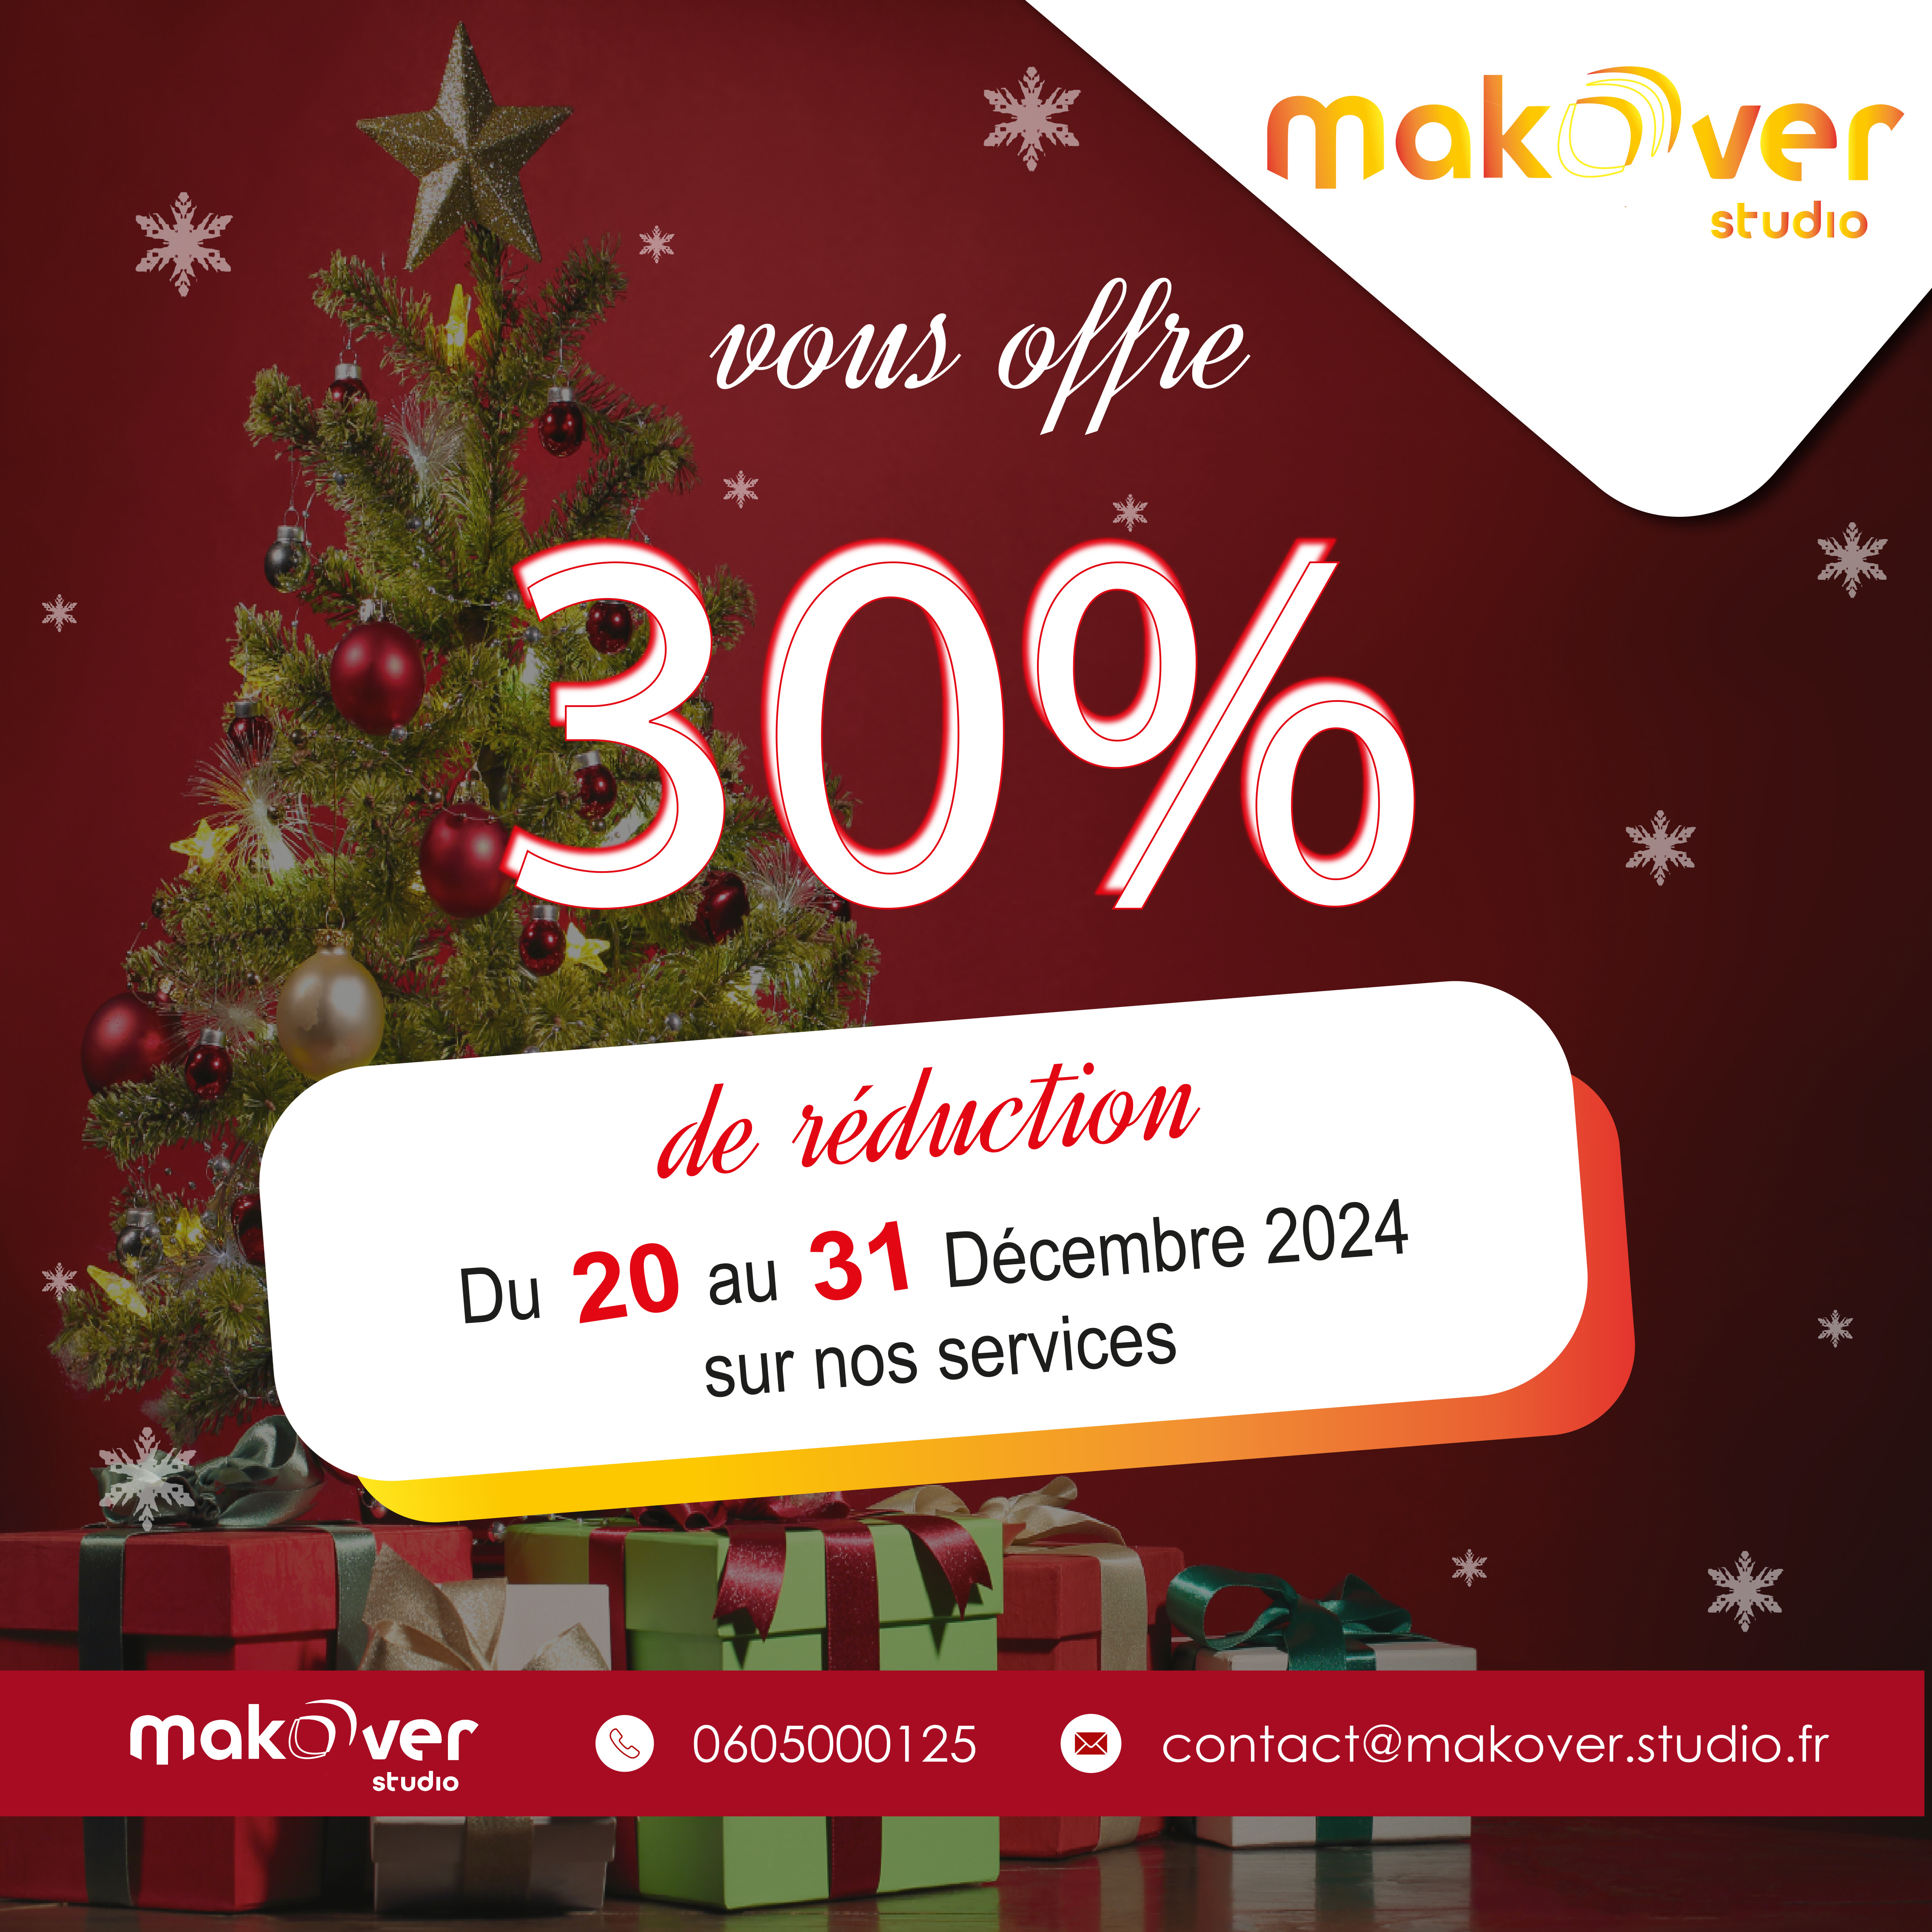 makover
studio
vous offre
30%
de réduction
Du 20 au 31 Décembre 2024
sur nos services
makover
studio
0605000125
contact@makover.studio.fr